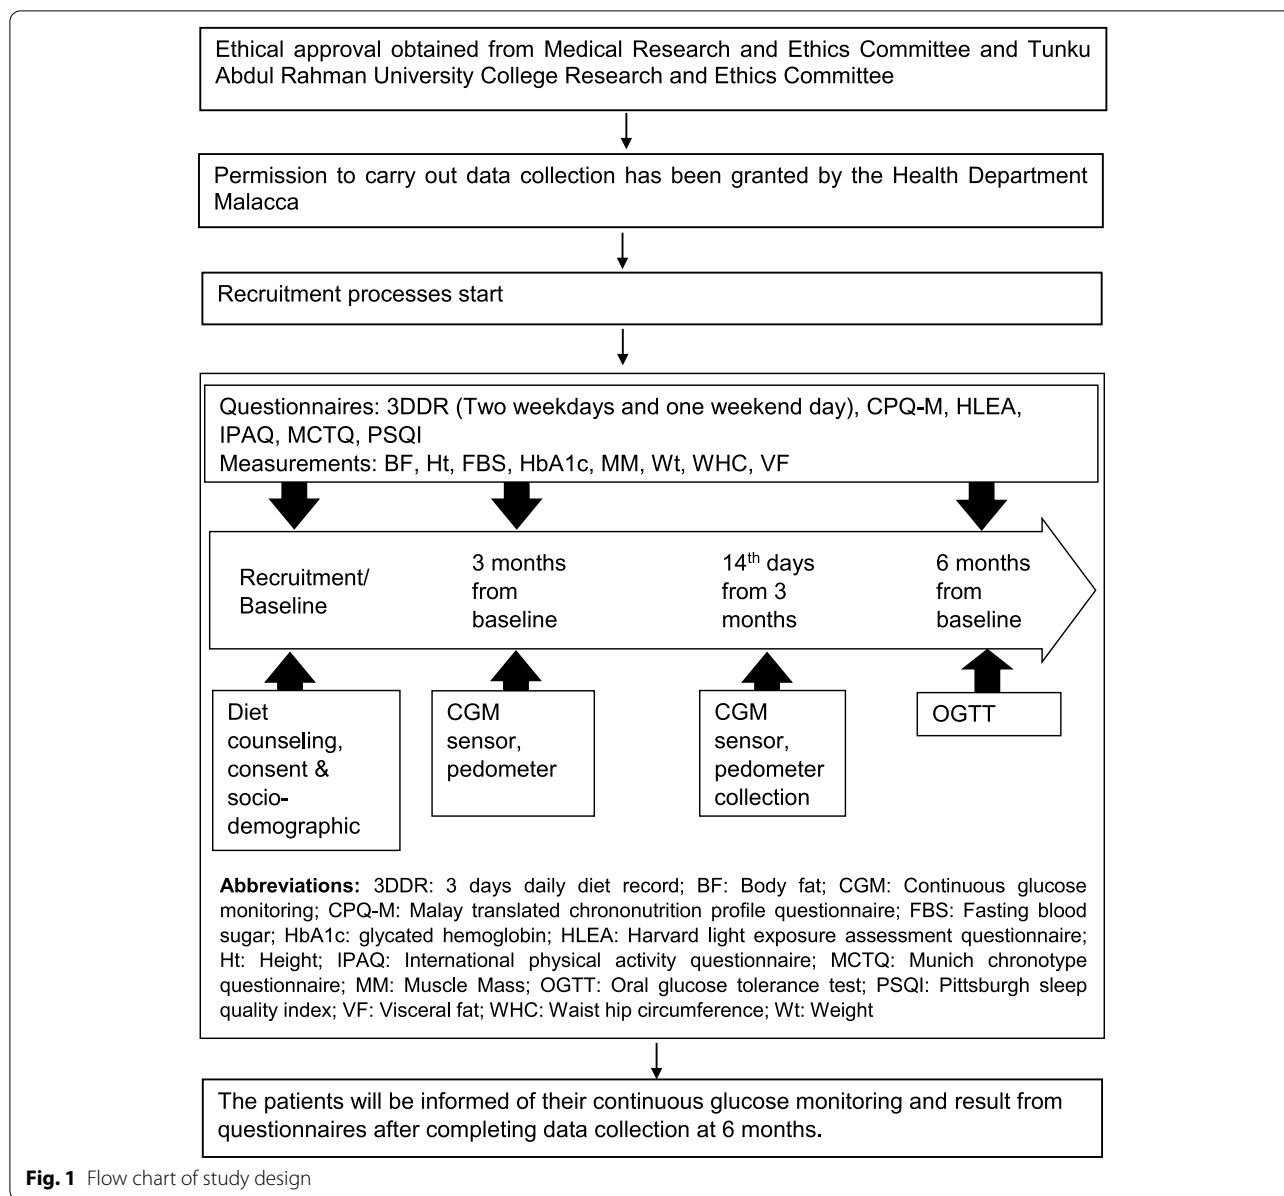 Ethical approval obtained from Medical Research and Ethics Committee and Tunku
Abdul Rahman University College Research and Ethics Committee
Permission to carry out data collection has been granted by the Health Department
Malacca
Recruitment processes start
Questionnaires: 3DDR (Two weekdays and one weekend day), CPQ-M, HLEA,
IPAQ, MCTQ, PSQI
Measurements: BF, Ht, FBS, HbA1c, MM, Wt, WHC, VF
Recruitment/
Baseline
3 months
from
baseline
14th days
from 3
months
6 months
from
baseline
Diet
counseling,
consent &
socio-
demographic
CGM
sensor,
pedometer
CGM
sensor,
pedometer
collection
OGTT
Abbreviations: 3DDR: 3 days daily diet record; BF: Body fat; CGM: Continuous glucose
monitoring; CPQ-M: Malay translated chrononutrition profile questionnaire; FBS: Fasting blood
sugar; HbA1c: glycated hemoglobin; HLEA: Harvard light exposure assessment questionnaire;
Ht: Height; IPAQ: International physical activity questionnaire; MCTQ: Munich chronotype
questionnaire; MM: Muscle Mass; OGTT: Oral glucose tolerance test; PSQI: Pittsburgh sleep
quality index; VF: Visceral fat; WHC: Waist hip circumference; Wt: Weight
The patients will be informed of their continuous glucose monitoring and result from
questionnaires after completing data collection at 6 months.
Fig. 1 Flow chart of study design